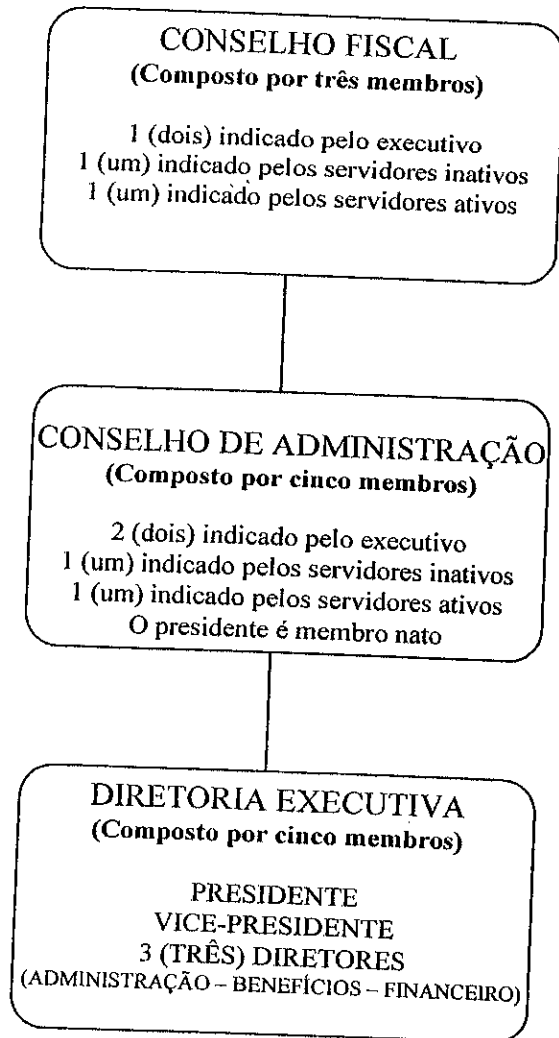 CONSELHO FISCAL
(Composto por três membros)
1 (dois) indicado pelo executivo
1 (um) indicado pelos servidores inativos
1 (um) indicado pelos servidores ativos
CONSELHO DE ADMINISTRAÇÃO
(Composto por cinco membros)
2 (dois) indicado pelo executivo
1 (um) indicado pelos servidores inativos
1 (um) indicado pelos servidores ativos
O presidente é membro nato
DIRETORIA EXECUTIVA
(Composto por cinco membros)
PRESIDENTE
VICE-PRESIDENTE
3 (TRÊS) DIRETORES
(ADMINISTRAÇÃO – BENEFÍCIOS – FINANCEIRO)